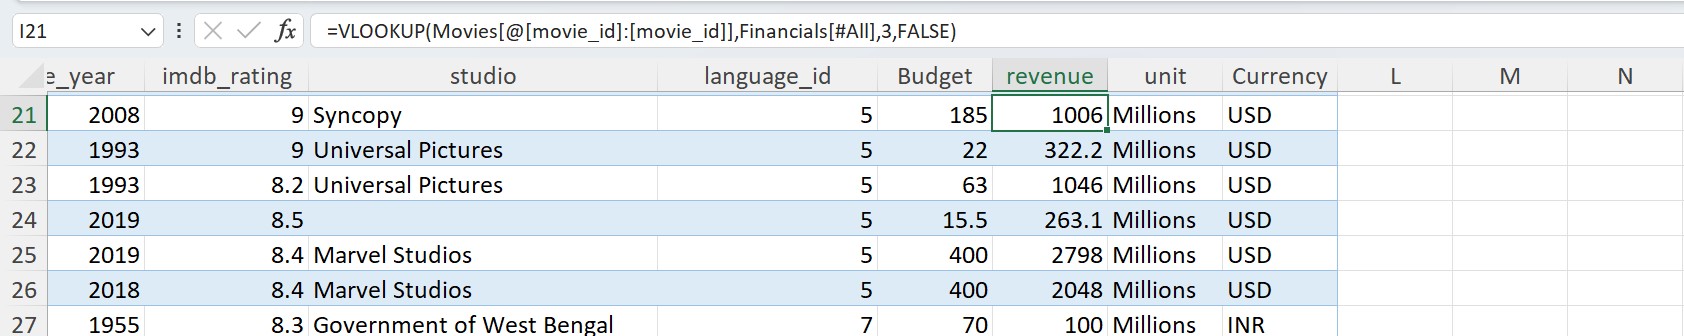 I21 fx =VLOOKUP(Movies[@[movie_id]:[movie_id]],Financials[#All],3,FALSE)
e_year imdb_rating studio language_id Budget revenue unit Currency L M N
21 2008 9 Syncopy 5 185 1006 Millions USD
22 1993 9 Universal Pictures 5 22 322.2 Millions USD
23 1993 8.2 Universal Pictures 5 63 1046 Millions USD
24 2019 8.5 5 15.5 263.1 Millions USD
25 2019 8.4 Marvel Studios 5 400 2798 Millions USD
26 2018 8.4 Marvel Studios 5 400 2048 Millions USD
27 1955 8.3 Government of West Bengal 7 70 100 Millions INR